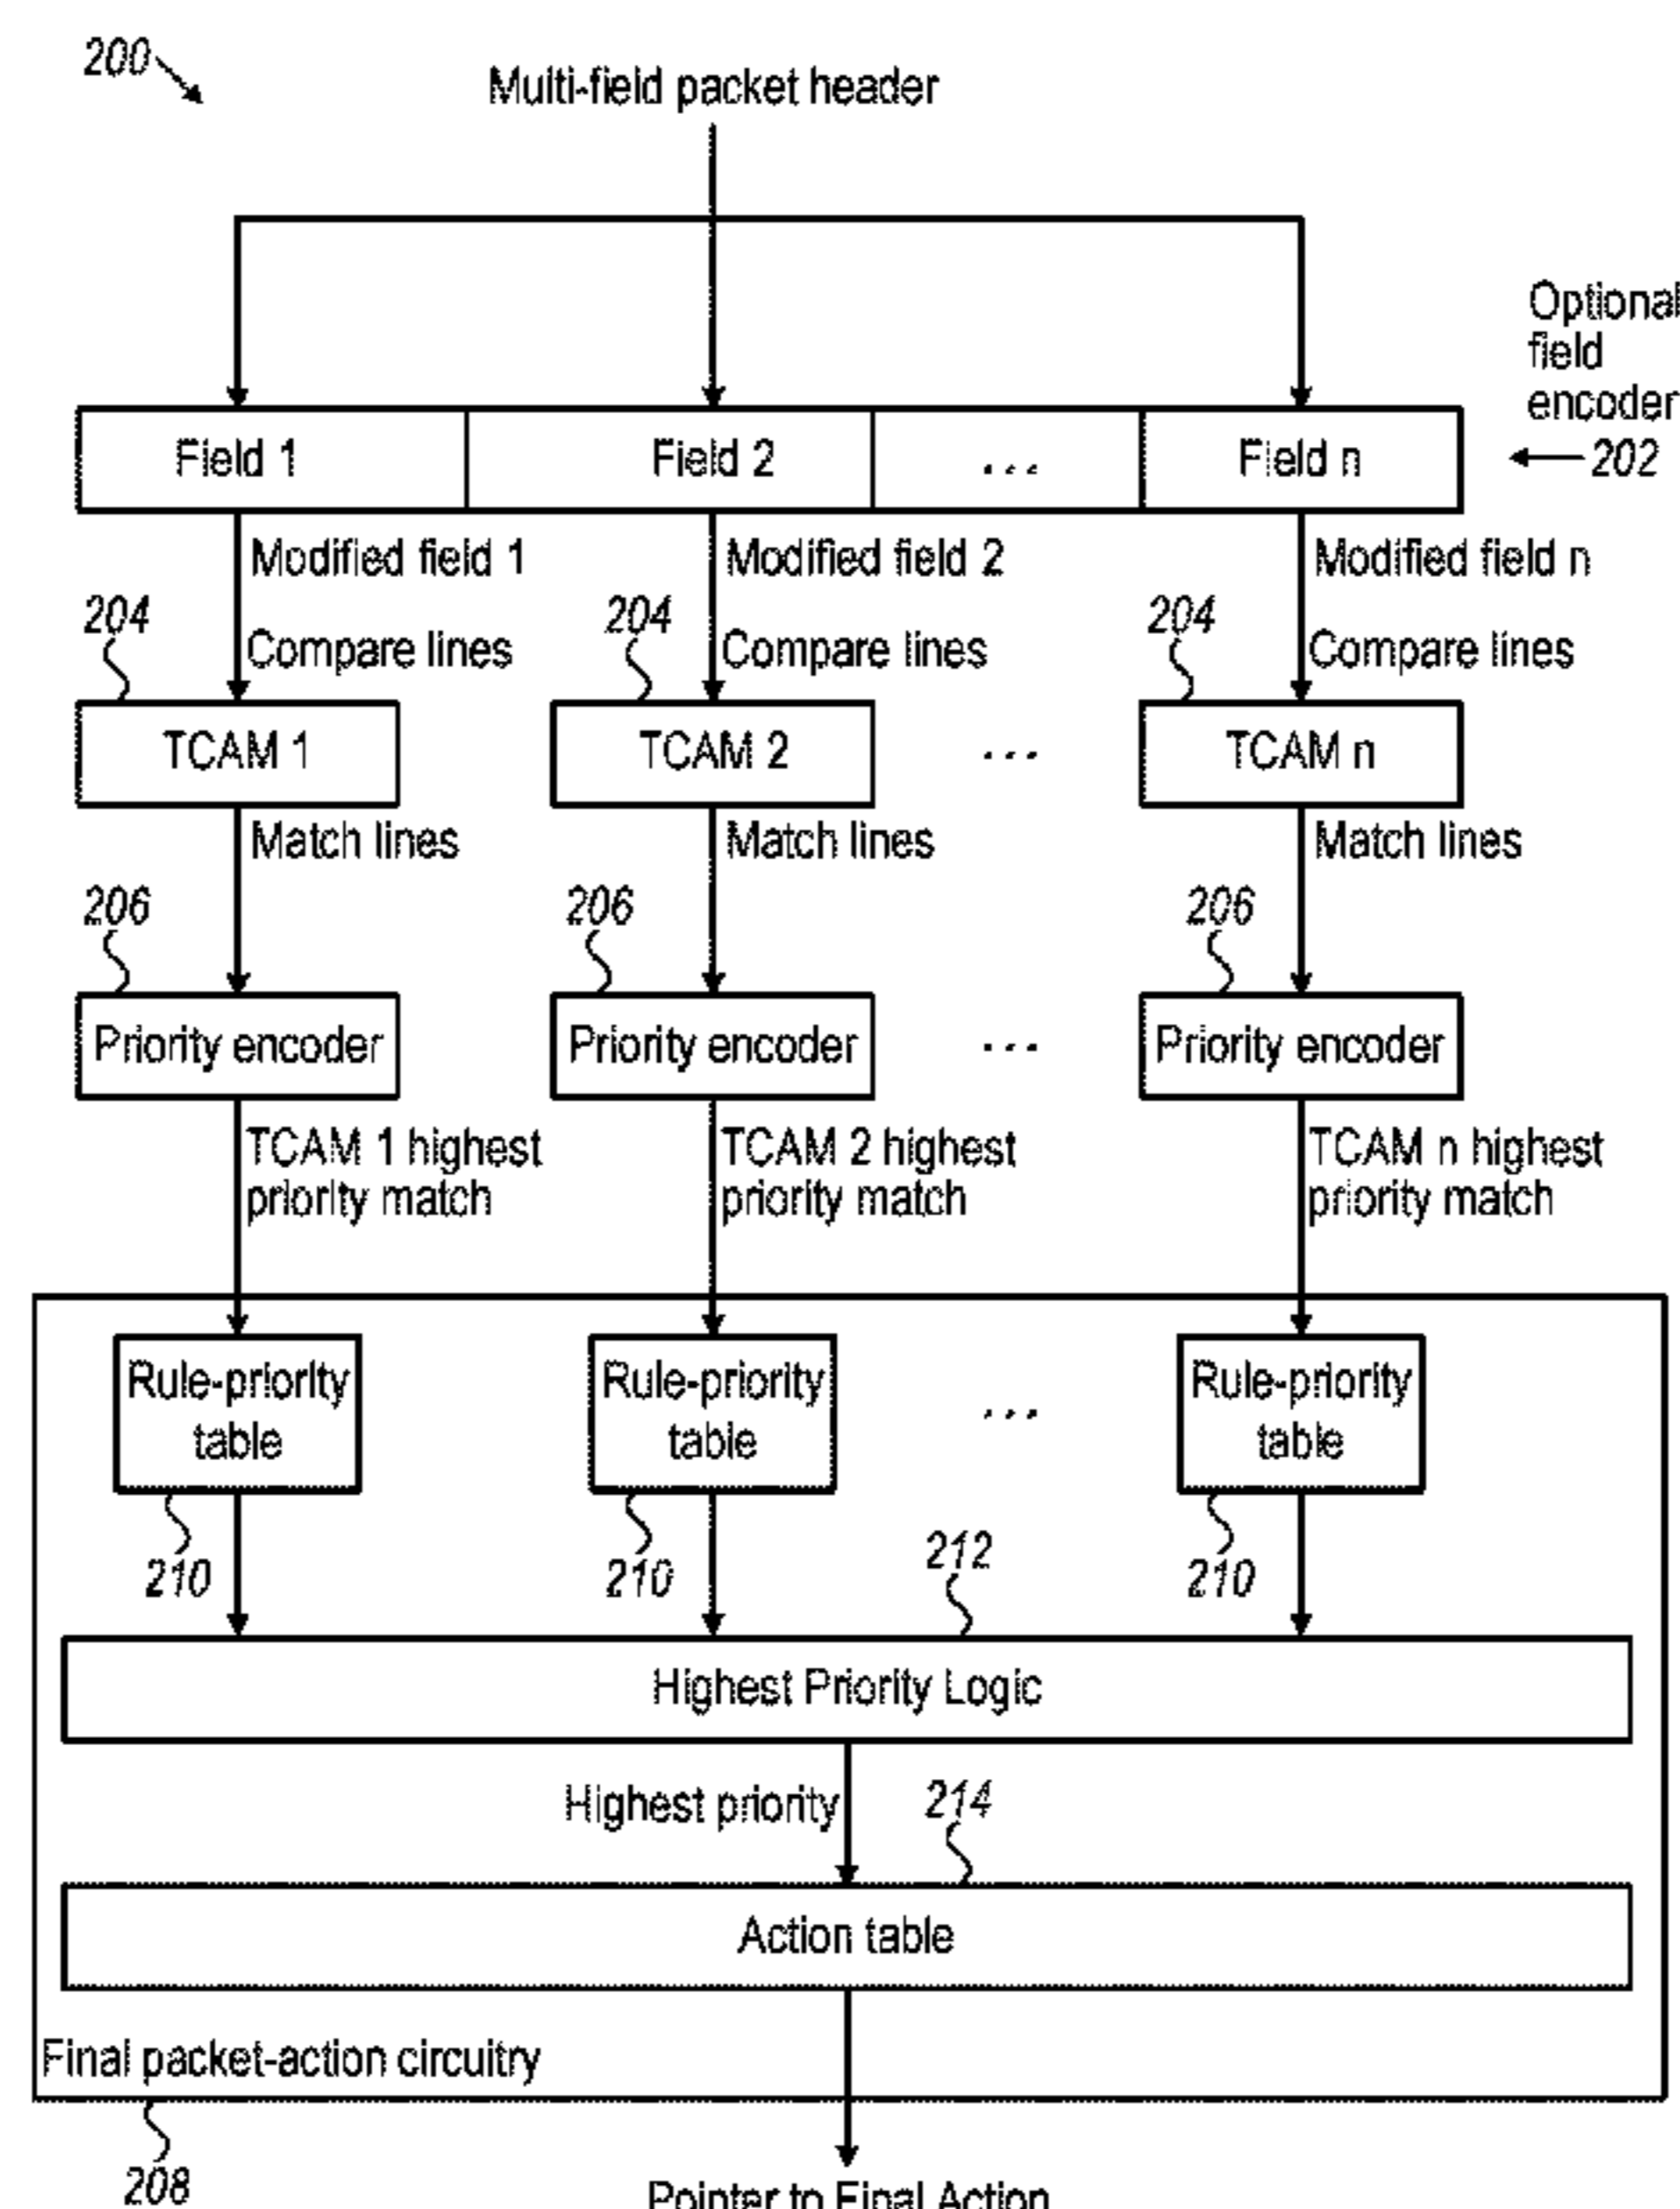 200
Multi-field packet header
Optional
field
encoder
202
Field 1
Field 2
...
Field n
Modified field 1
Modified field 2
Modified field n
204
204
204
Compare lines
Compare lines
Compare lines
TCAM 1
TCAM 2
...
TCAM n
Match lines
Match lines
Match lines
206
206
206
Priority encoder
Priority encoder
...
Priority encoder
TCAM 1 highest
priority match
TCAM 2 highest
priority match
TCAM n highest
priority match
Rule-priority
table
Rule-priority
table
...
Rule-priority
table
210
210
212
210
Highest Priority Logic
Highest priority
214
Action table
Final packet-action circuitry
208
Pointer to Final Action